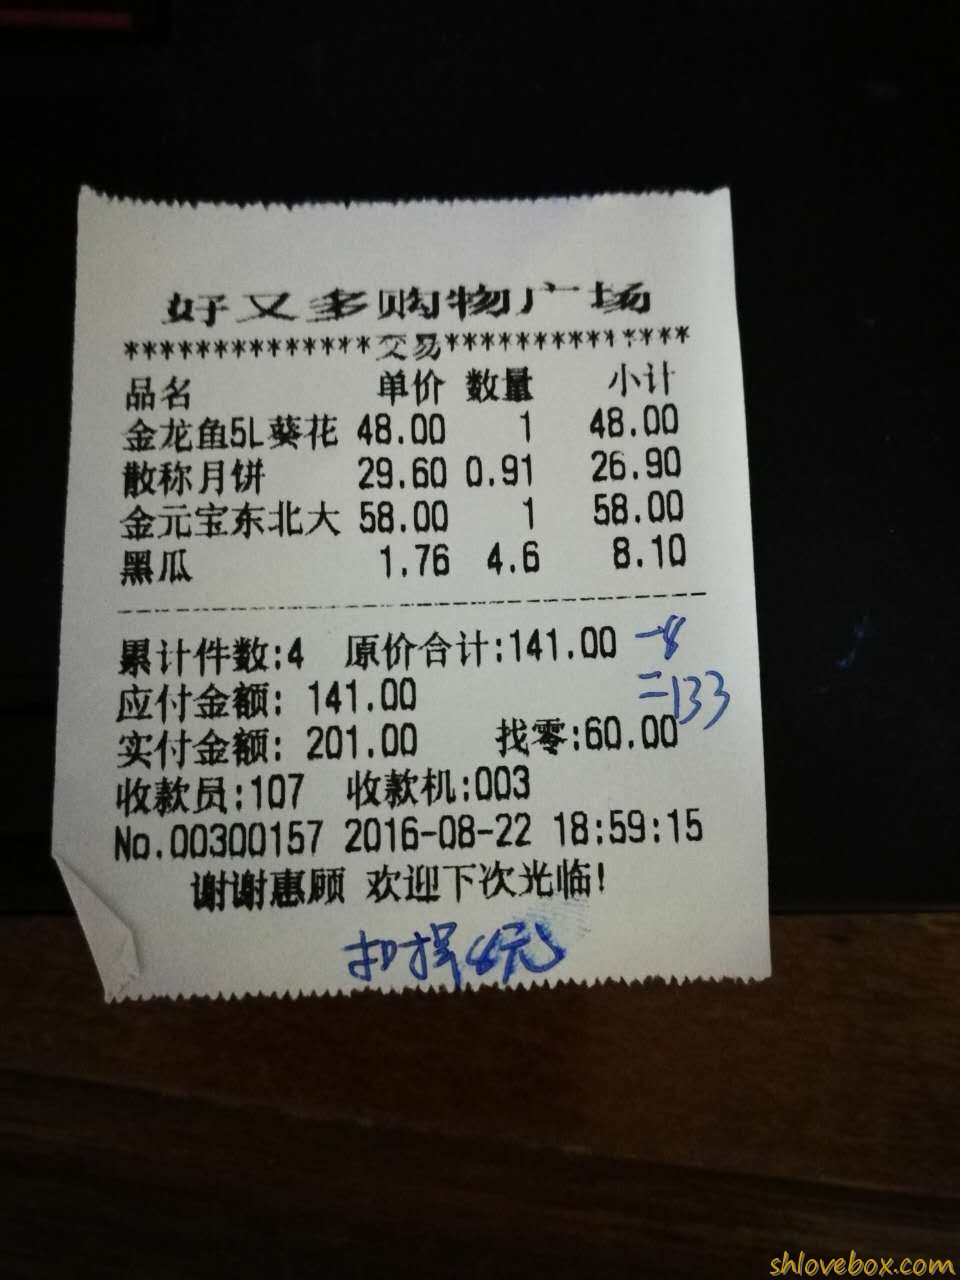 好又多购物广场
**************交易**************
品名 单价 数量 小计
金龙鱼5L葵花 48.00 1 48.00
散称月饼 29.60 0.91 26.90
金元宝东北大 58.00 1 58.00
黑瓜 1.76 4.6 8.10
累计件数:4 原价合计:141.00 -8
应付金额: 141.00 =133
实付金额: 201.00 找零:60.00
收款员:107 收款机:003
No.00300157 2016-08-22 18:59:15
谢谢惠顾 欢迎下次光临!
扣掉8元
shlovebox.com